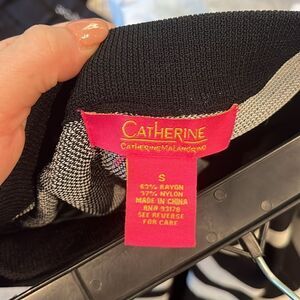 CATHERINE
CATHERINE MALANDRINO
S
63% RAYON
37% NYLON
MADE IN CHINA
RN# 93178
SEE REVERSE
FOR CARE